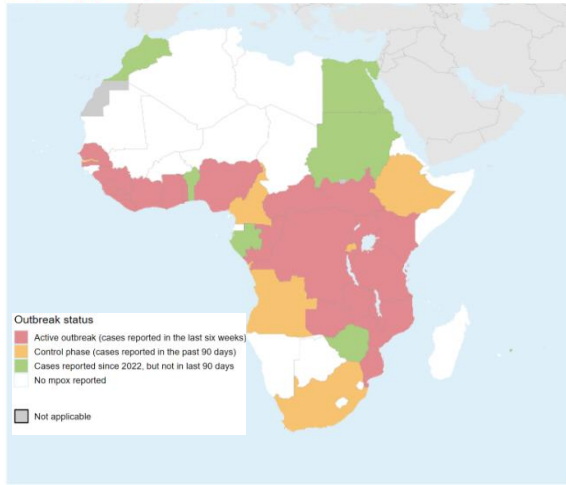 Outbreak status
Active outbreak (cases reported in the last six weeks)
Control phase (cases reported in the past 90 days)
Cases reported since 2022, but not in last 90 days
No mpox reported
Not applicable